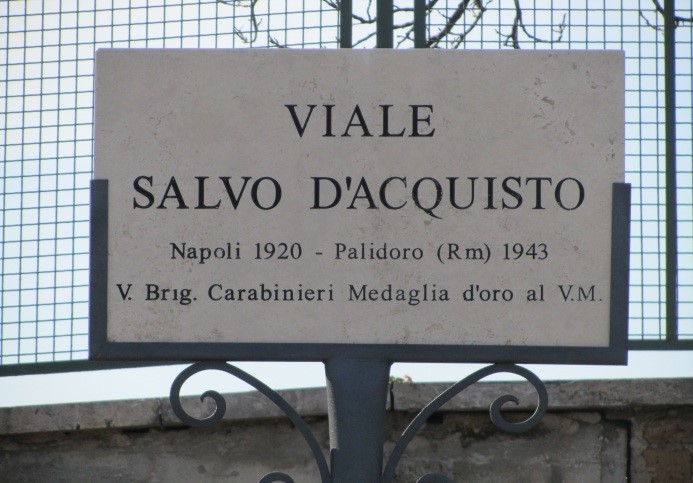 VIALE
SALVO D'ACQUISTO
Napoli 1920 - Palidoro (Rm) 1943
V. Brig. Carabinieri Medaglia d'oro al V.M.